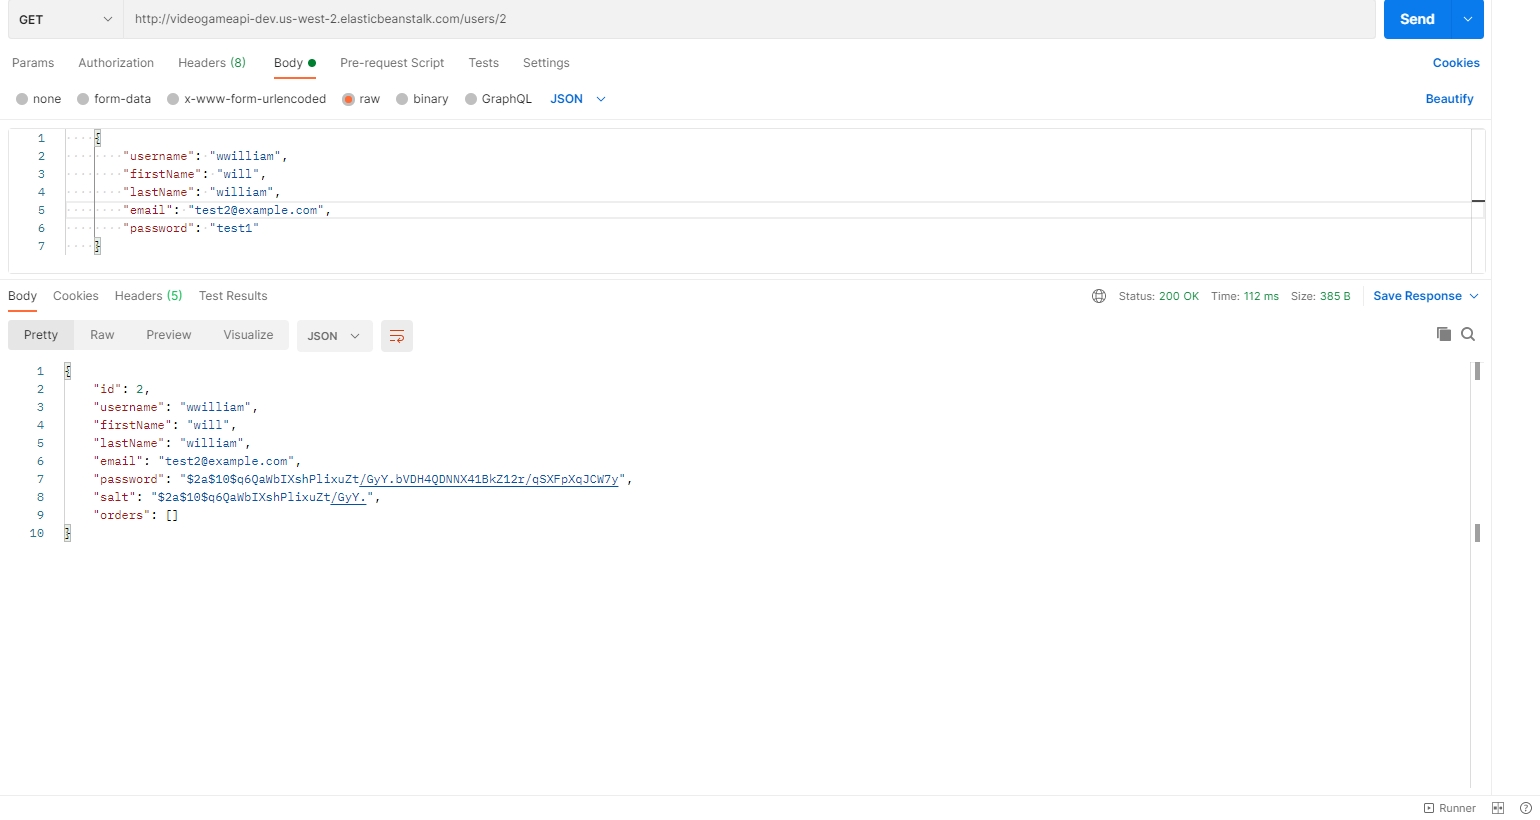 GET http://videogameapi-dev.us-west-2.elasticbeanstalk.com/users/2 Send
Params Authorization Headers (8) Body Pre-request Script Tests Settings Cookies
none form-data x-www-form-urlencoded raw binary GraphQL JSON Beautify
1 {
2 "username": "wwilliam",
3 "firstName": "will",
4 "lastName": "william",
5 "email": "test2@example.com",
6 "password": "test1"
7 }
Body Cookies Headers (5) Test Results Status: 200 OK Time: 112 ms Size: 385 B Save Response
Pretty Raw Preview Visualize JSON
1 {
2 "id": 2,
3 "username": "wwilliam",
4 "firstName": "will",
5 "lastName": "william",
6 "email": "test2@example.com",
7 "password": "$2a$10$q6QaWbIXshPlixuZt/GyY.bVDH4QDNNX41BkZ12r/qSXFpXqJCW7y",
8 "salt": "$2a$10$q6QaWbIXshPlixuZt/GyY.",
9 "orders": []
10 }
Runner